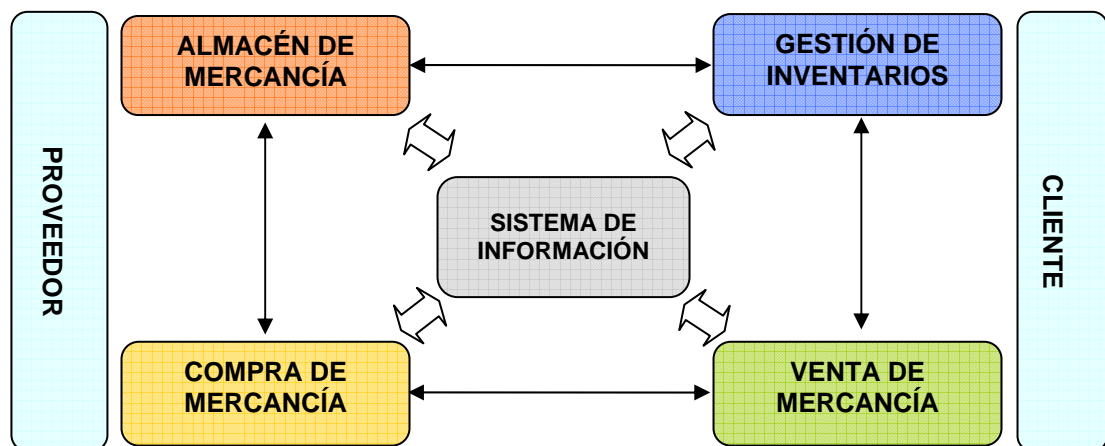 PROVEEDOR
ALMACÉN DE
MERCANCÍA
GESTIÓN DE
INVENTARIOS
SISTEMA DE
INFORMACIÓN
COMPRA DE
MERCANCÍA
VENTA DE
MERCANCÍA
CLIENTE